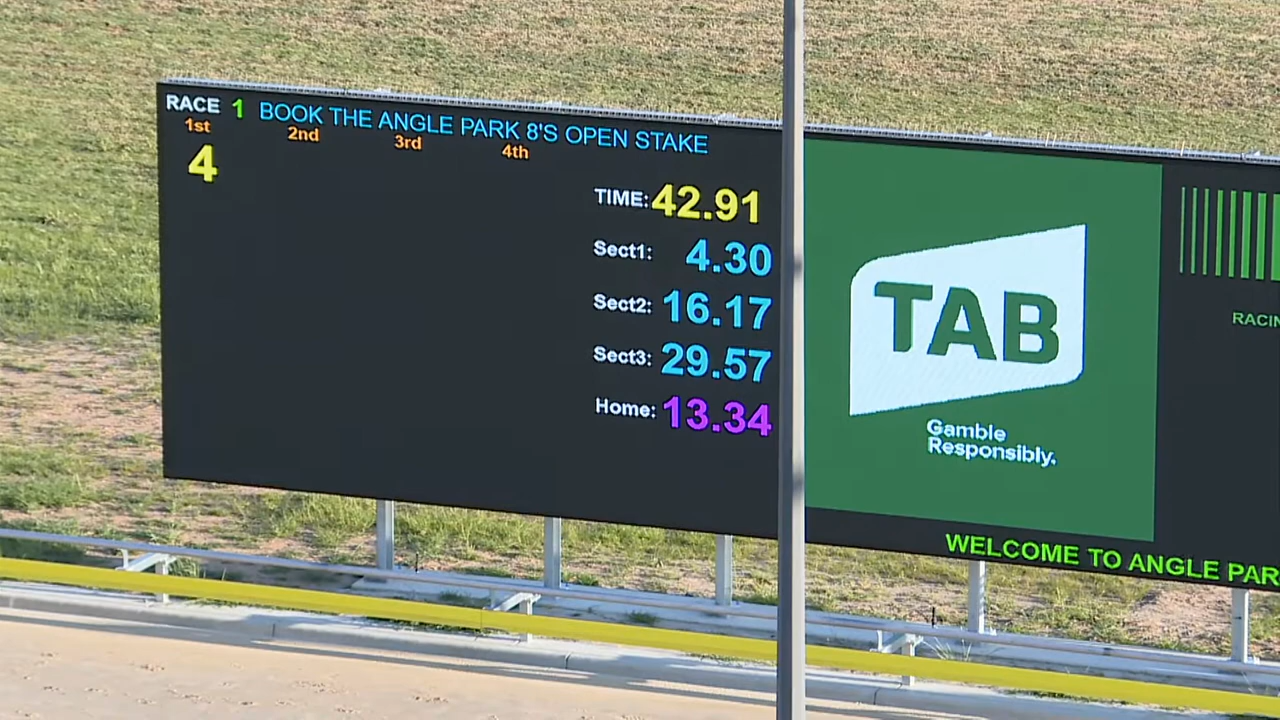 RACE 1 BOOK THE ANGLE PARK 8'S OPEN STAKE
1st 2nd 3rd 4th
4
TIME: 42.91
Sect1: 4.30
Sect2: 16.17
Sect3: 29.57
Home: 13.34
TAB
Gamble
Responsibly.
WELCOME TO ANGLE PAR